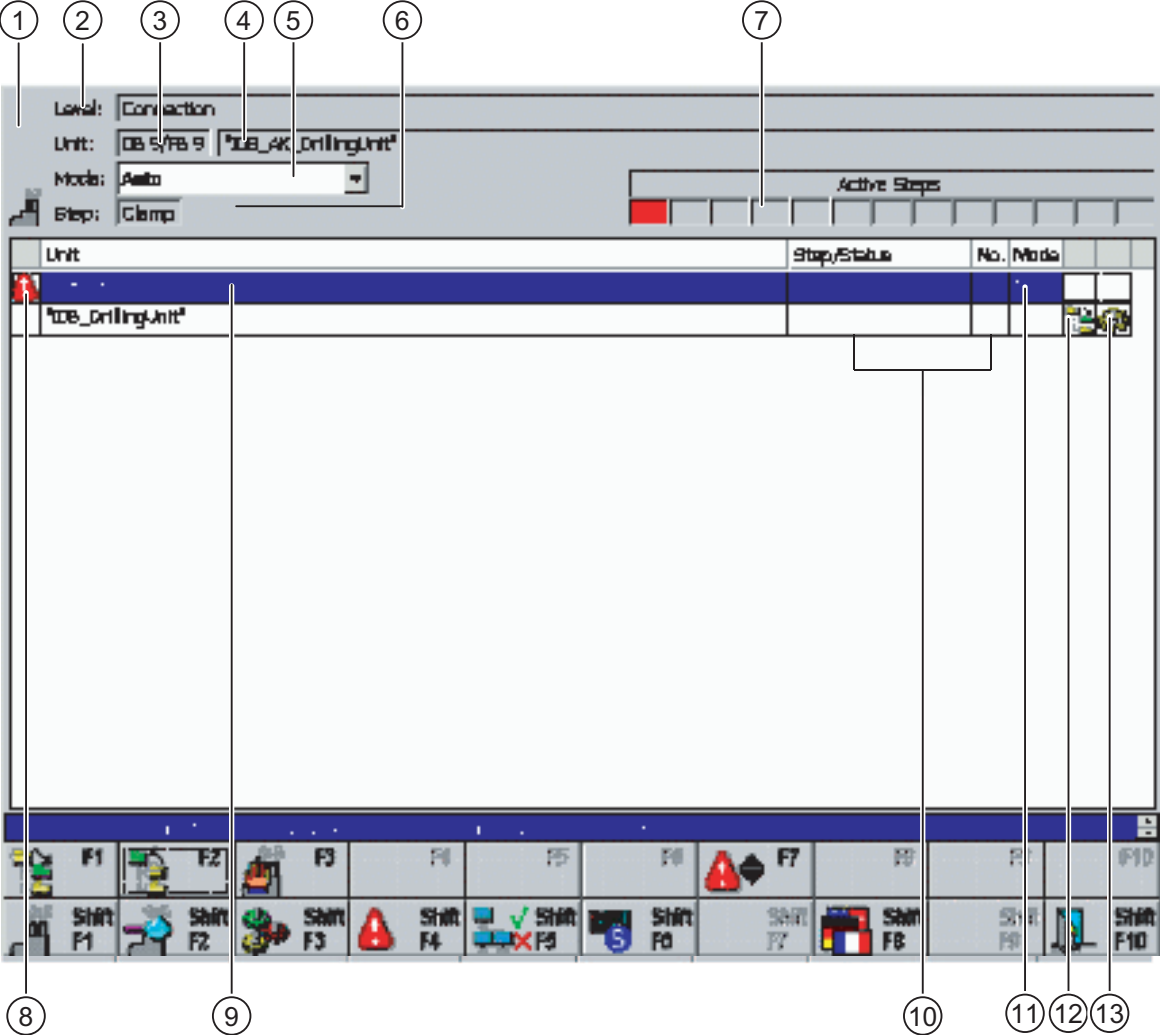 1 2 3 4 5 6 7
Level: Connection
Unit: DB 9/FB 9 "IDB_AK_DrillingUnit"
Mode: Auto
Active Steps
Step: Clamp
Unit Step/Status No. Mode
"IDB_DrillingUnit"
F1 F2 F3 F4 F5 F6 F7 F8 F9 F10
Shift F1 Shift F2 Shift F3 Shift F4 Shift F5 Shift F6 Shift F7 Shift F8 Shift F9 Shift F10
8 9 10 11 12 13